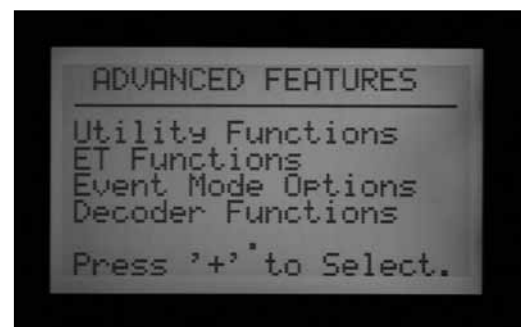 ADVANCED FEATURES
Utility Functions
ET Functions
Event Mode Options
Decoder Functions
Press '+' to Select.